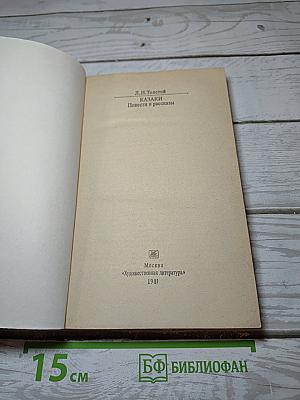 Л. Н. Толстой
КАЗАКИ
Повести и рассказы
Москва
«Художественная литература»
1981
15 см
БФ БИБЛИОФАН